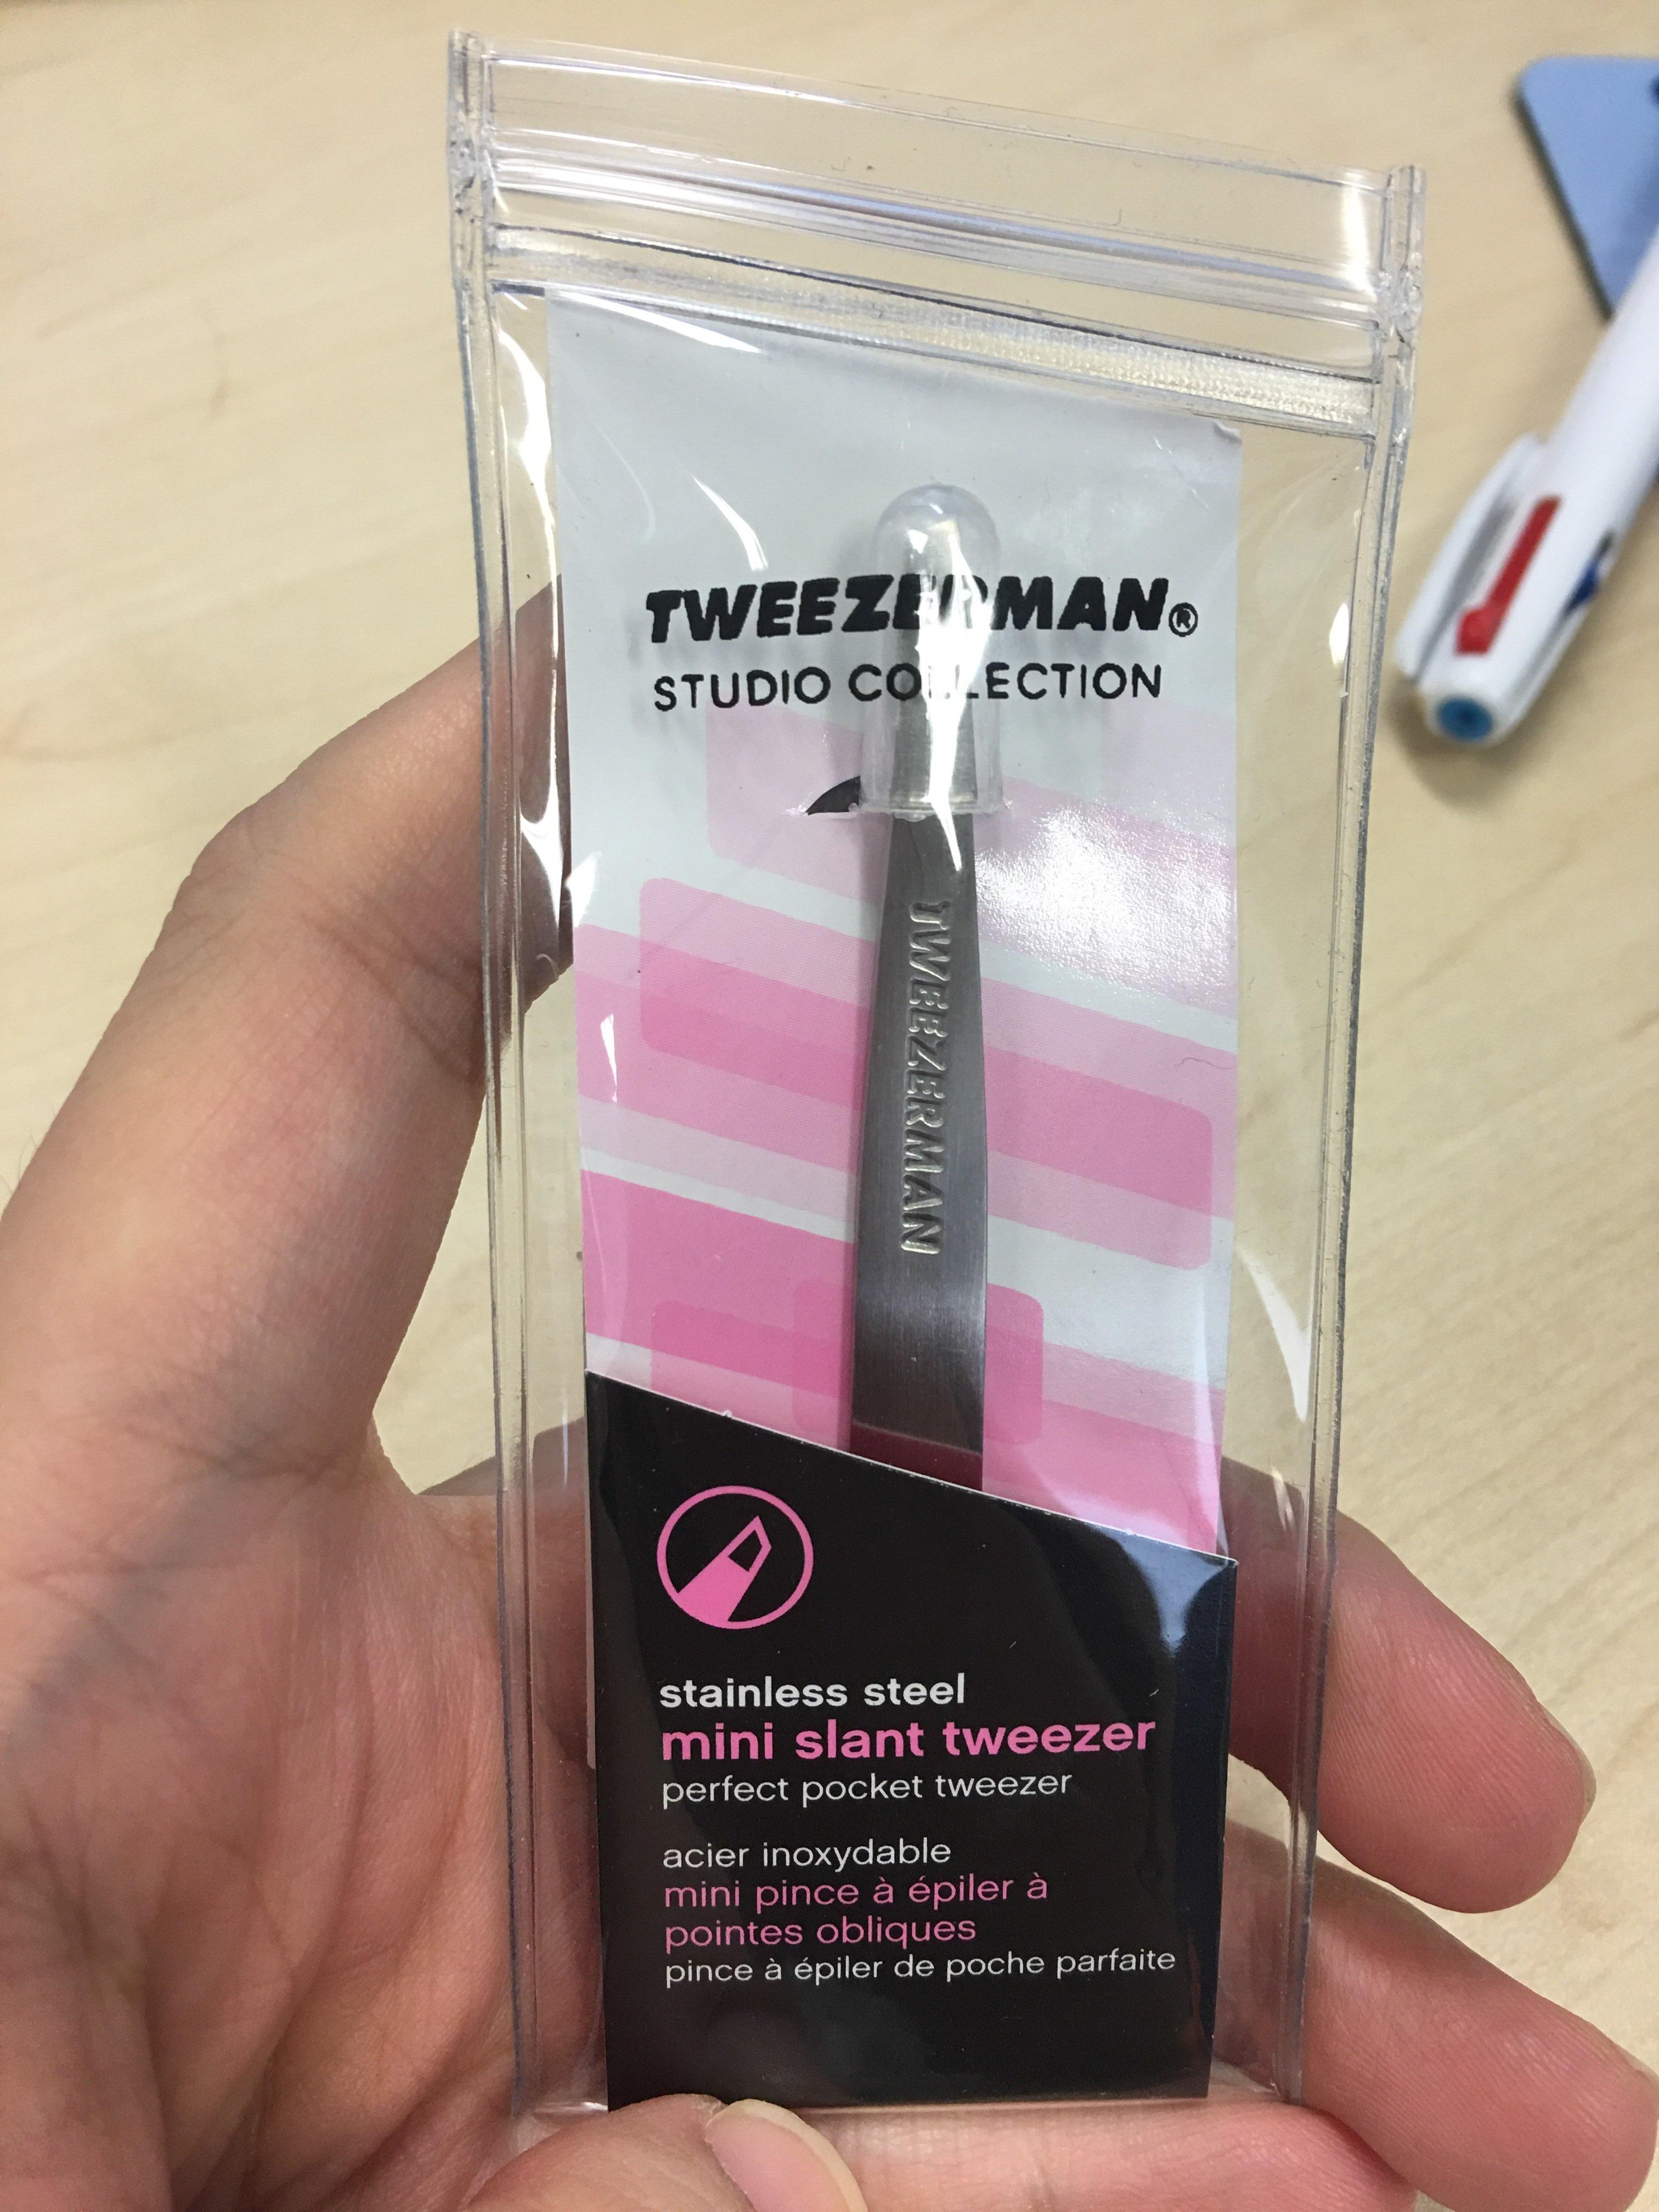 TWEEZERMAN®
STUDIO COLLECTION
TWEEZERMAN
stainless steel
mini slant tweezer
perfect pocket tweezer
acier inoxydable
mini pince à épiler à
pointes obliques
pince à épiler de poche parfaite